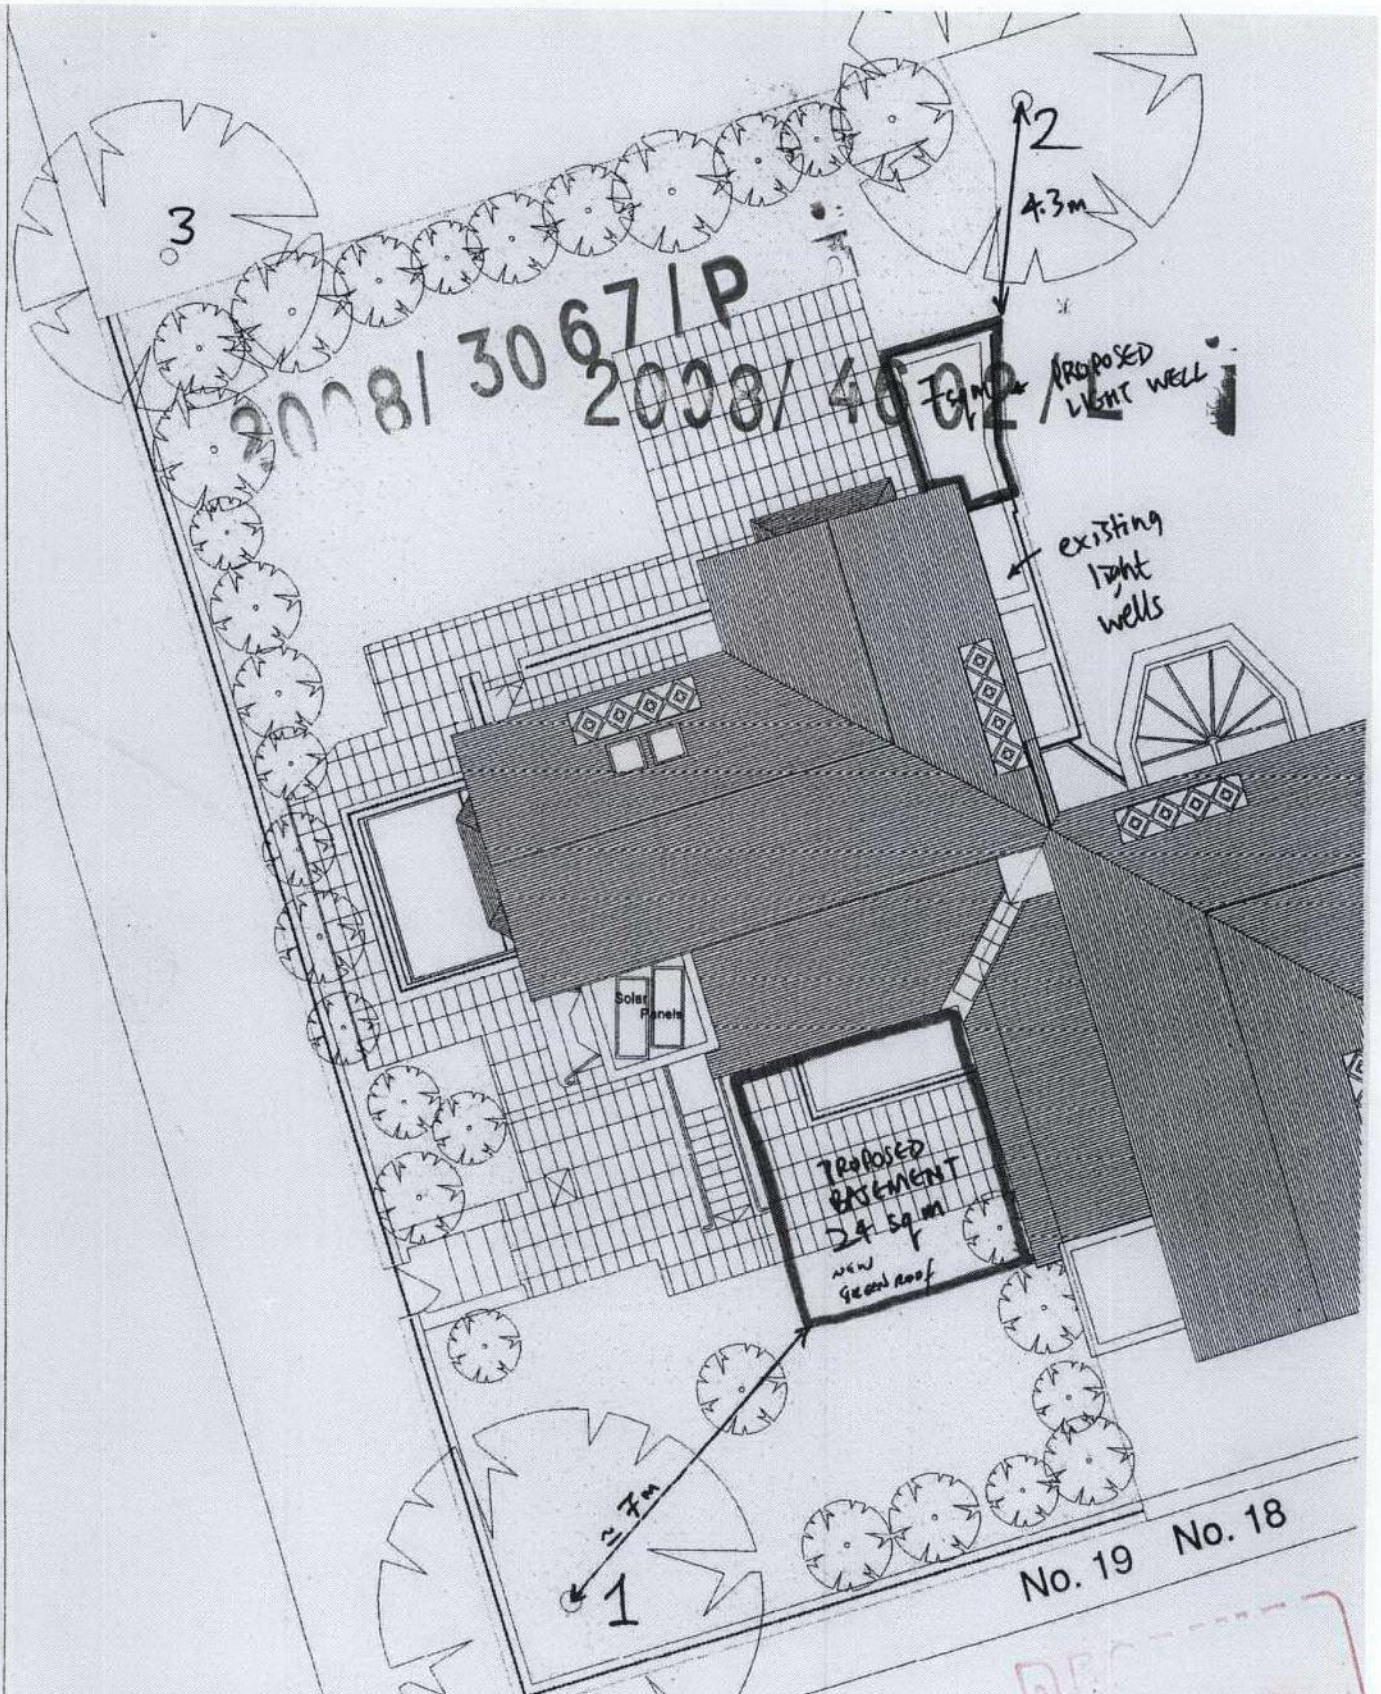 2
3
4.3m
2008/3067/P
2008/4602/L
7sqm
PROPOSED
LIGHT WELL
existing
light
wells
Solar
Panels
PROPOSED
BASEMENT
24 sq m
NEW
GREEN ROOF
≃ 7m
1
No. 19 No. 18